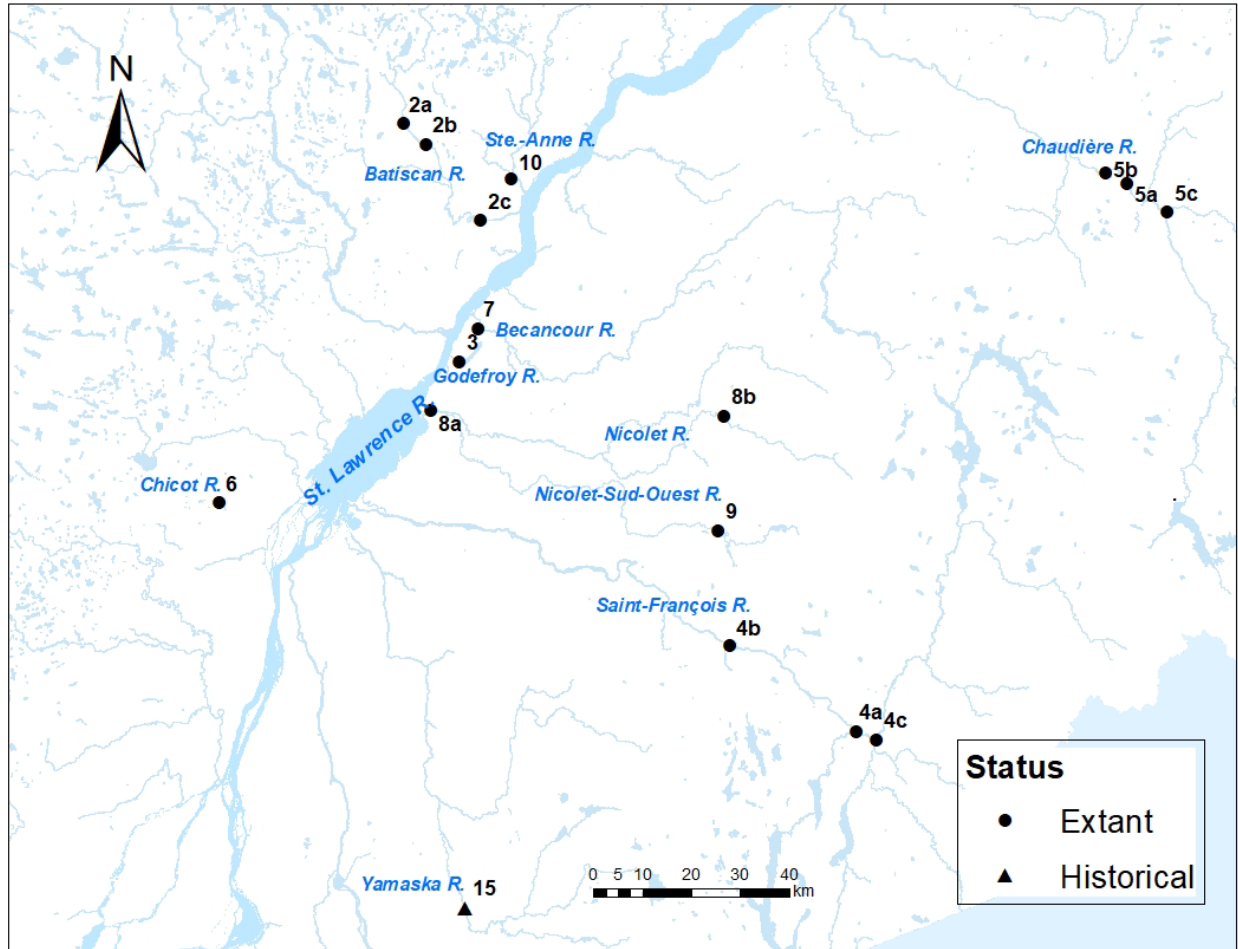 N
2a
2b
Ste.-Anne R.
10
Batiscan R.
2c
Chaudière R.
5b
5a
5c
7
Becancour R.
3
Godefroy R.
8a
St. Lawrence R.
8b
Nicolet R.
Chicot R. 6
Nicolet-Sud-Ouest R.
9
Saint-François R.
4b
4a
4c
Status
Extant
Historical
Yamaska R. 15
0 5 10 20 30 40
km